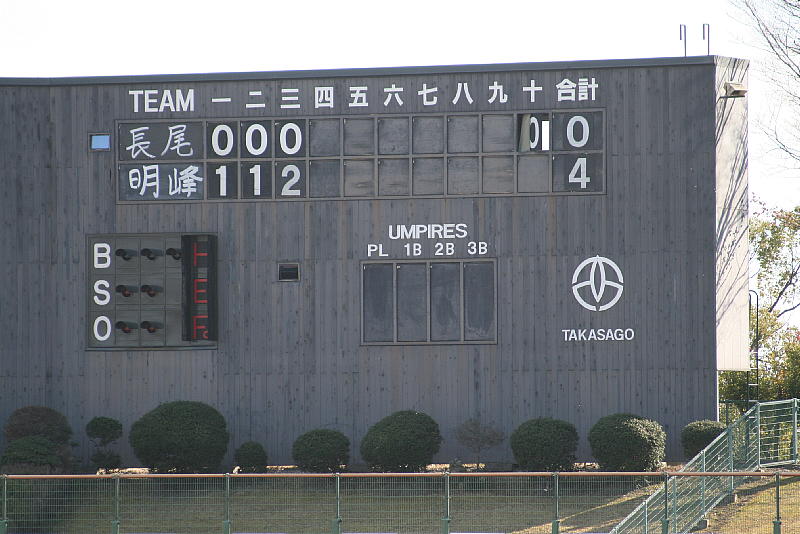 TEAM 一 二 三 四 五 六 七 八 九 十 合計
長尾 0 0 0 0 0
明峰 1 1 2 4
UMPIRES
PL 1B 2B 3B
B H
S E
O F
TAKASAGO